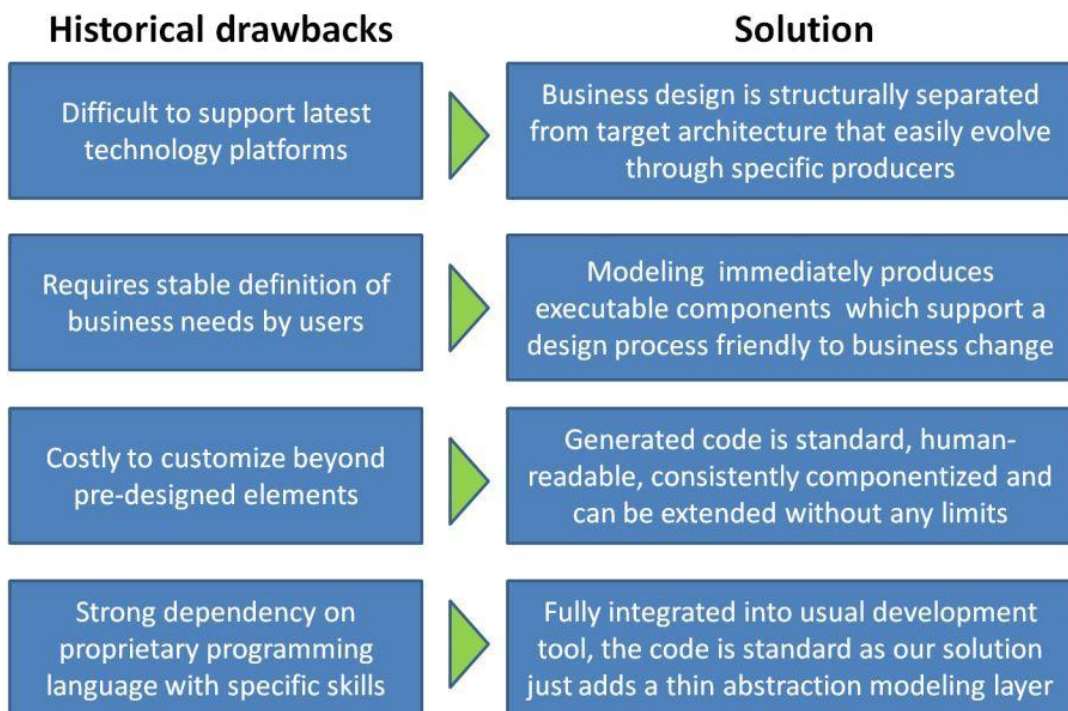 Historical drawbacks
Solution
Difficult to support latest
technology platforms
Business design is structurally separated
from target architecture that easily evolve
through specific producers
Requires stable definition of
business needs by users
Modeling immediately produces
executable components which support a
design process friendly to business change
Costly to customize beyond
pre-designed elements
Generated code is standard, human-
readable, consistently componentized and
can be extended without any limits
Strong dependency on
proprietary programming
language with specific skills
Fully integrated into usual development
tool, the code is standard as our solution
just adds a thin abstraction modeling layer